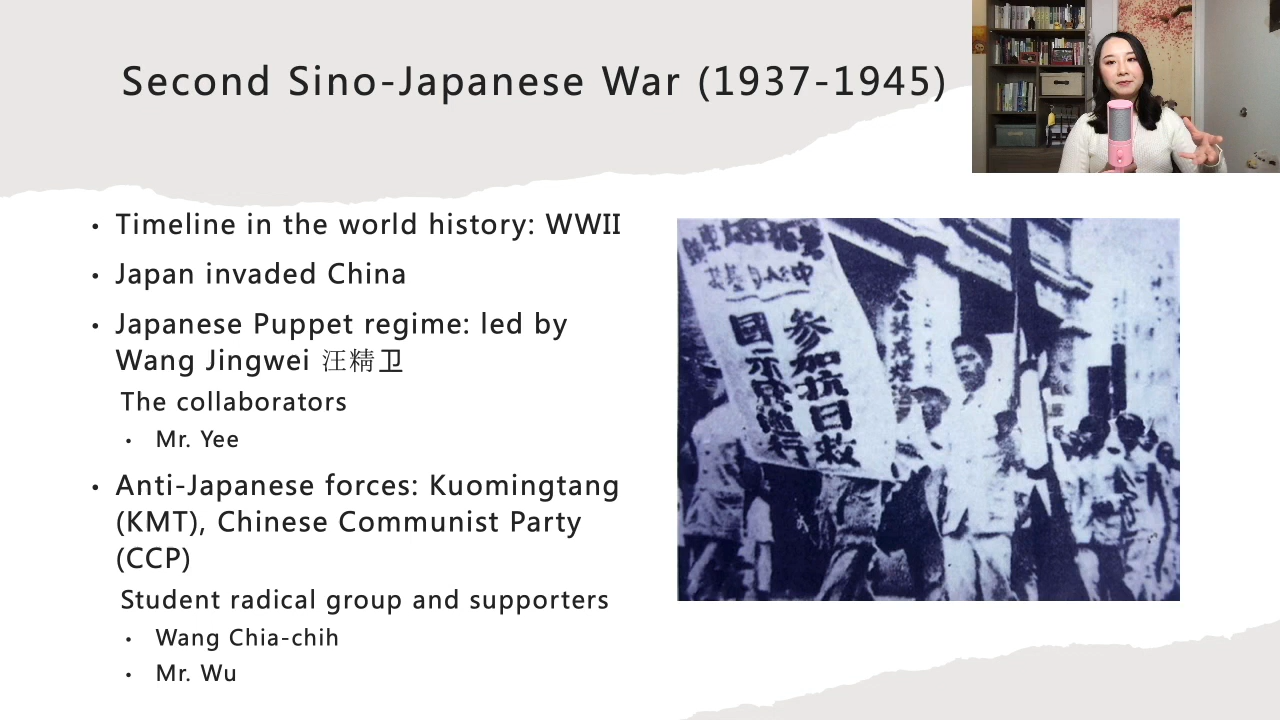 Second Sino-Japanese War (1937-1945)
• Timeline in the world history: WWII
• Japan invaded China
• Japanese Puppet regime: led by
Wang Jingwei 汪精卫
The collaborators
• Mr. Yee
• Anti-Japanese forces: Kuomingtang
(KMT), Chinese Communist Party
(CCP)
Student radical group and supporters
• Wang Chia-chih
• Mr. Wu
参加抗日救
国示威游行